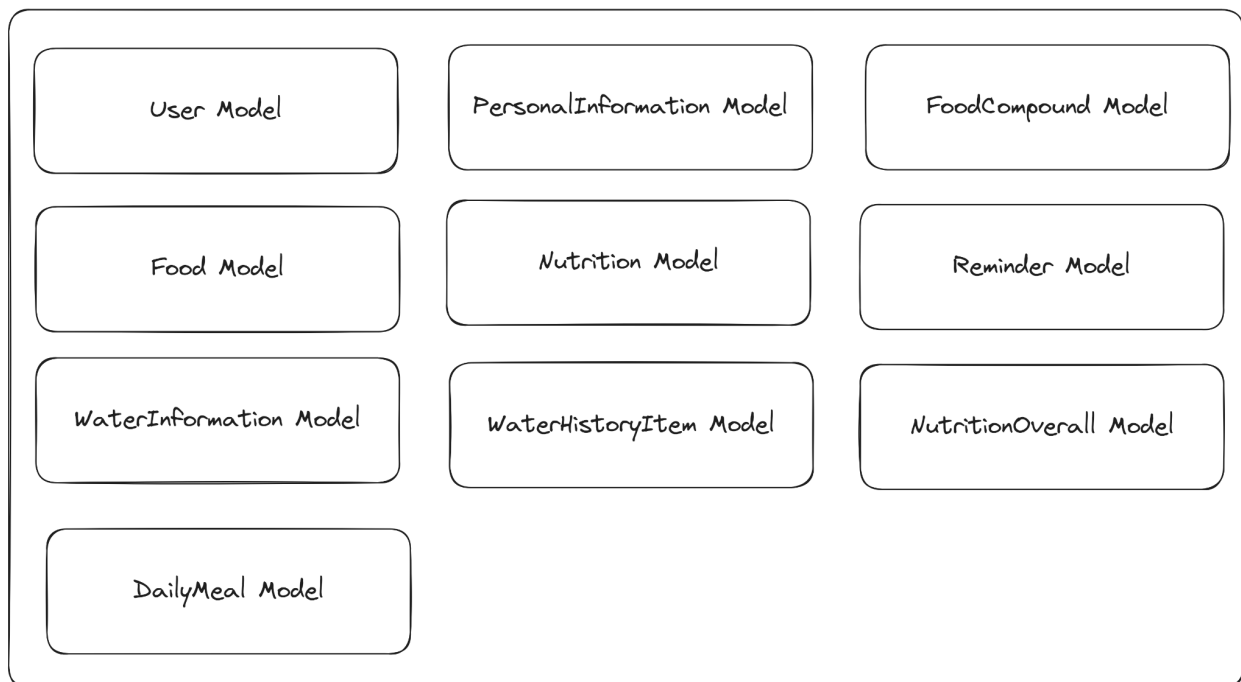 User Model
PersonalInformation Model
FoodCompound Model
Food Model
Nutrition Model
Reminder Model
WaterInformation Model
WaterHistoryItem Model
NutritionOverall Model
DailyMeal Model